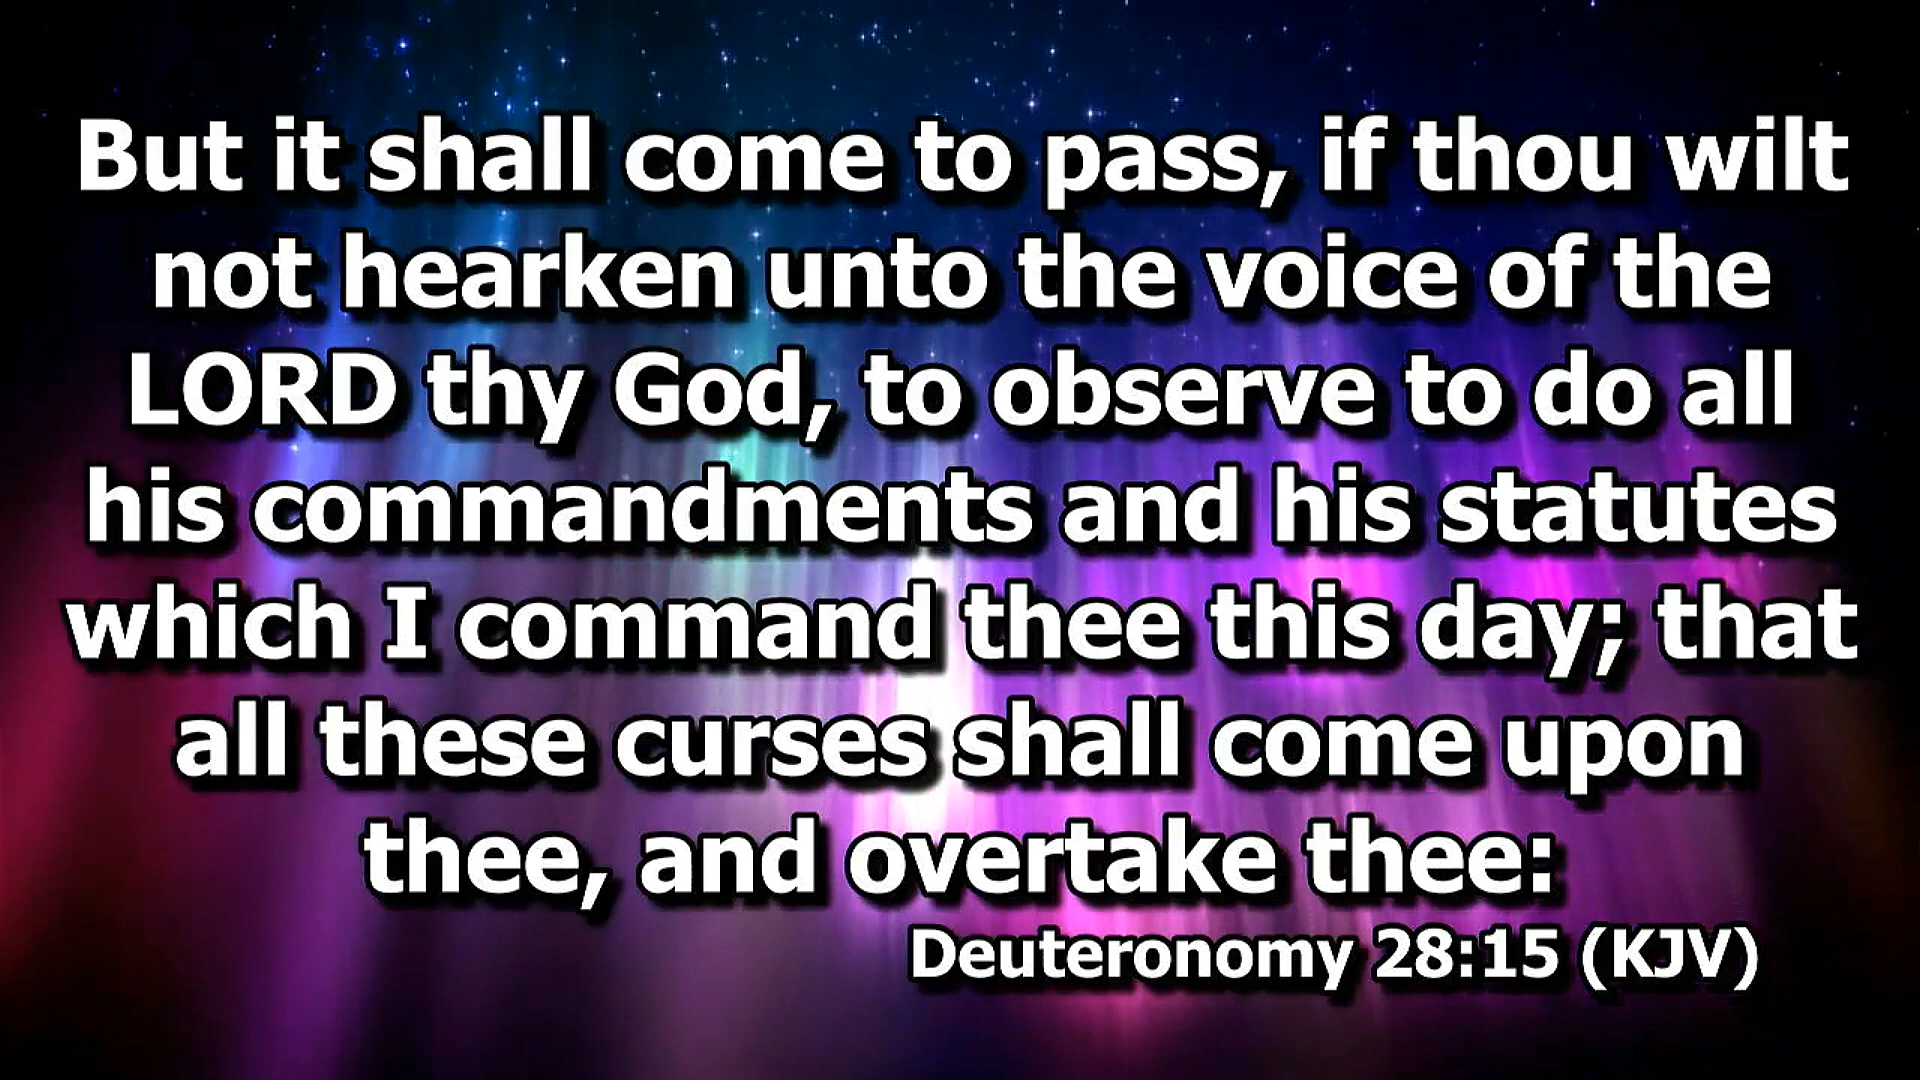 But it shall come to pass, if thou wilt
not hearken unto the voice of the
LORD thy God, to observe to do all
his commandments and his statutes
which I command thee this day; that
all these curses shall come upon
thee, and overtake thee:
Deuteronomy 28:15 (KJV)